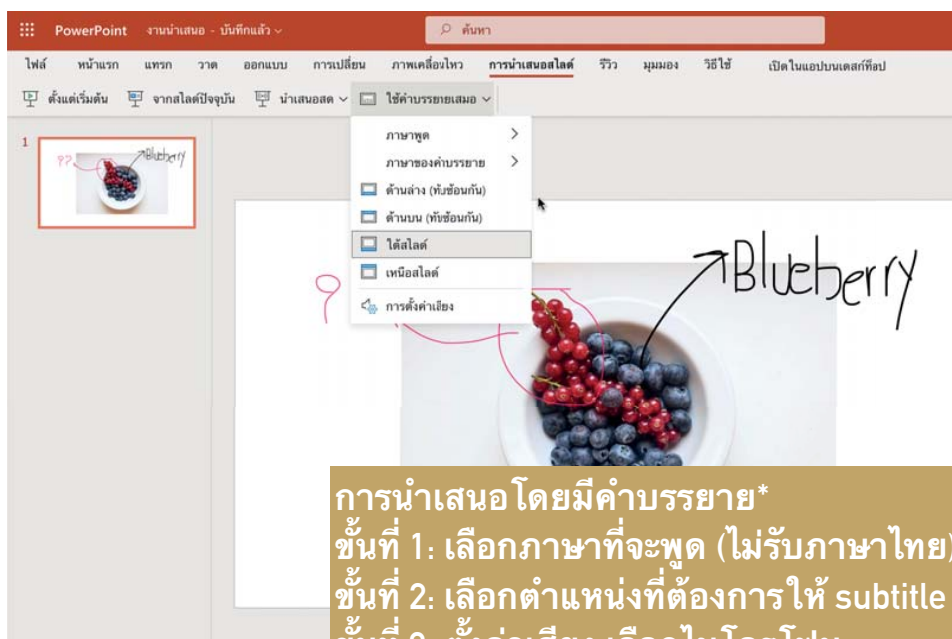 PowerPoint งานนำเสนอ - บันทึกแล้ว
ค้นหา
ไฟล์ หน้าแรก แทรก วาด ออกแบบ การเปลี่ยน ภาพเคลื่อนไหว การนำเสนอสไลด์ รีวิว มุมมอง วิธีใช้ เปิดในแอปบนเดสก์ท็อป
ตั้งแต่เริ่มต้น จากสไลด์ปัจจุบัน นำเสนอสด ใช้คำบรรยายเสมอ
ภาษาพูด
ภาษาของคำบรรยาย
ด้านล่าง (ทับซ้อนกัน)
ด้านบน (ทับซ้อนกัน)
ใต้สไลด์
เหนือสไลด์
การตั้งค่าเสียง
1
?? Blueberry
? Blueberry
การนำเสนอโดยมีคำบรรยาย*
ขั้นที่ 1: เลือกภาษาที่จะพูด (ไม่รับภาษาไทย)
ขั้นที่ 2: เลือกตำแหน่งที่ต้องการให้ subtitle